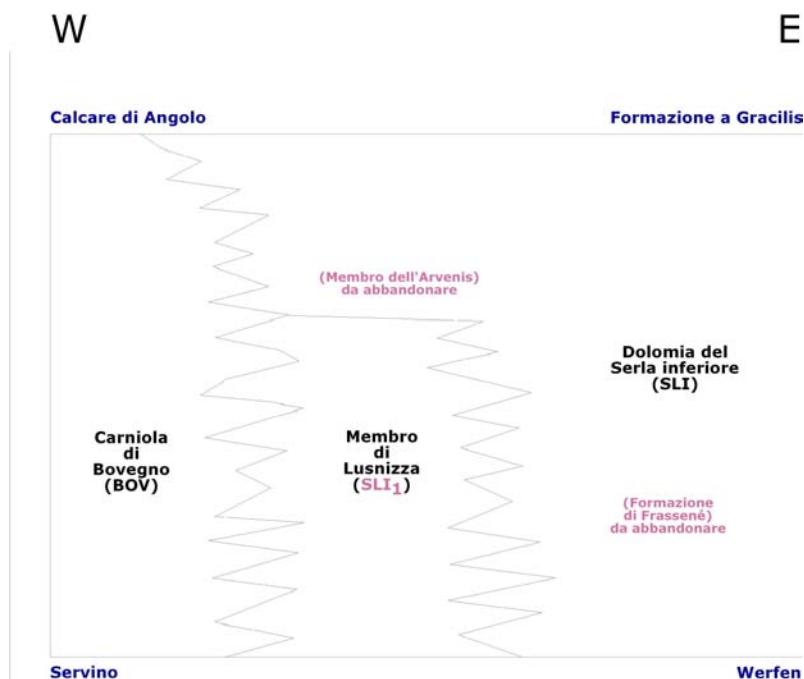 W
E
Calcare di Angolo
Formazione a Gracilis
(Membro dell'Arvenis)
da abbandonare
Dolomia del
Serla inferiore
(SLI)
Carniola
di
Bovegno
(BOV)
Membro
di
Lusnizza
(SLI1)
(Formazione
di Frassené)
da abbandonare
Servino
Werfen